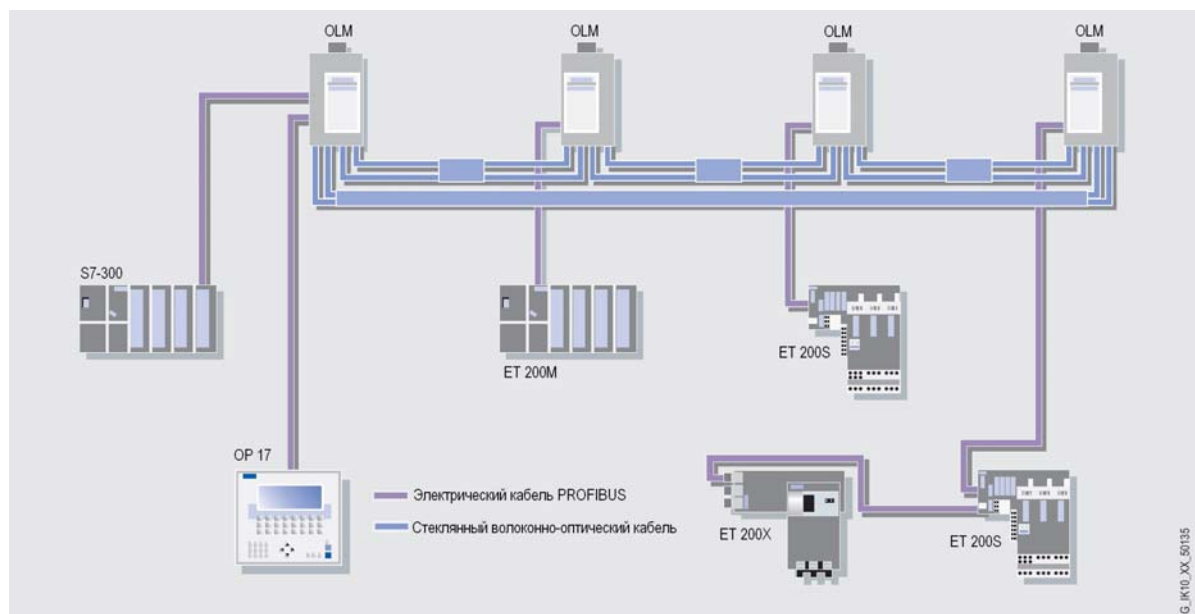 OLM
OLM
OLM
OLM
S7-300
ET 200M
ET 200S
OP 17
Электрический кабель PROFIBUS
Стеклянный волоконно-оптический кабель
ET 200X
ET 200S
G_IK10_XX_50135